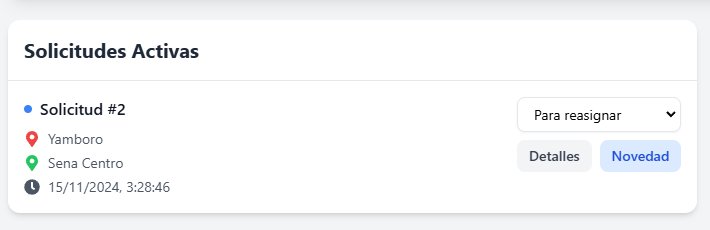 Solicitudes Activas
Solicitud #2
Para reasignar
Yamboro
Sena Centro
Detalles
Novedad
15/11/2024, 3:28:46